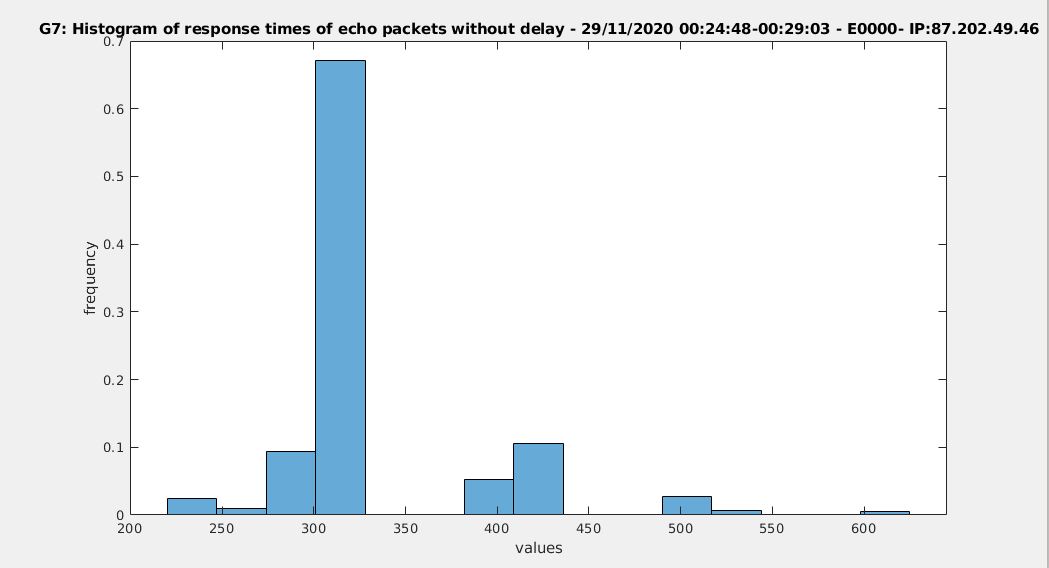 G7: Histogram of response times of echo packets without delay - 29/11/2020 00:24:48-00:29:03 - E0000- IP:87.202.49.46
0.7
0.6
0.5
0.4
0.3
0.2
0.1
0
frequency
200 250 300 350 400 450 500 550 600
values